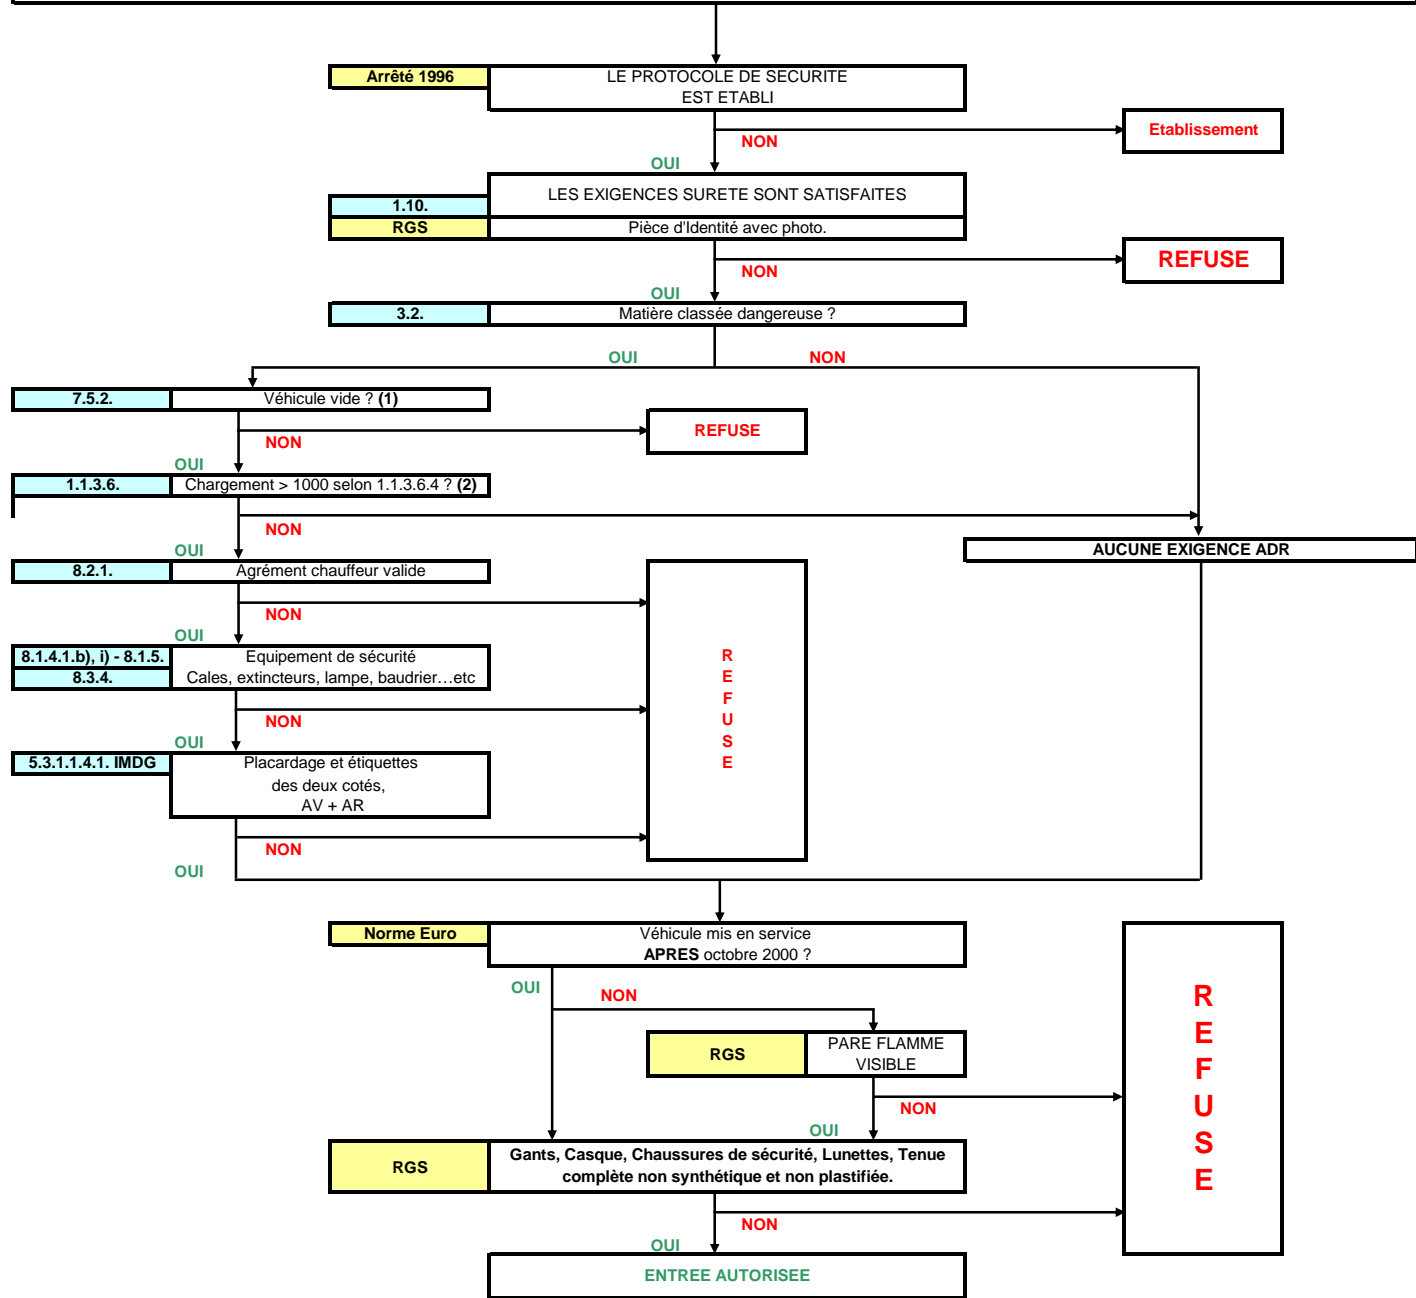 Arrêté 1996
LE PROTOCOLE DE SECURITE
EST ETABLI
Etablissement
NON
OUI
LES EXIGENCES SURETE SONT SATISFAITES
1.10.
RGS
Pièce d'Identité avec photo.
REFUSE
NON
OUI
3.2.
Matière classée dangereuse ?
OUI
NON
7.5.2.
Véhicule vide ? (1)
REFUSE
NON
OUI
1.1.3.6.
Chargement > 1000 selon 1.1.3.6.4 ? (2)
NON
OUI
AUCUNE EXIGENCE ADR
8.2.1.
Agrément chauffeur valide
NON
OUI
8.1.4.1.b), i) - 8.1.5.
Equipement de sécurité
8.3.4.
Cales, extincteurs, lampe, baudrier…etc
R
E
F
U
S
E
NON
OUI
5.3.1.1.4.1. IMDG
Placardage et étiquettes
des deux cotés,
AV + AR
NON
OUI
Norme Euro
Véhicule mis en service
APRES octobre 2000 ?
OUI
NON
RGS
PARE FLAMME
VISIBLE
NON
OUI
R
E
F
U
S
E
RGS
Gants, Casque, Chaussures de sécurité, Lunettes, Tenue
complète non synthétique et non plastifiée.
NON
OUI
ENTREE AUTORISEE